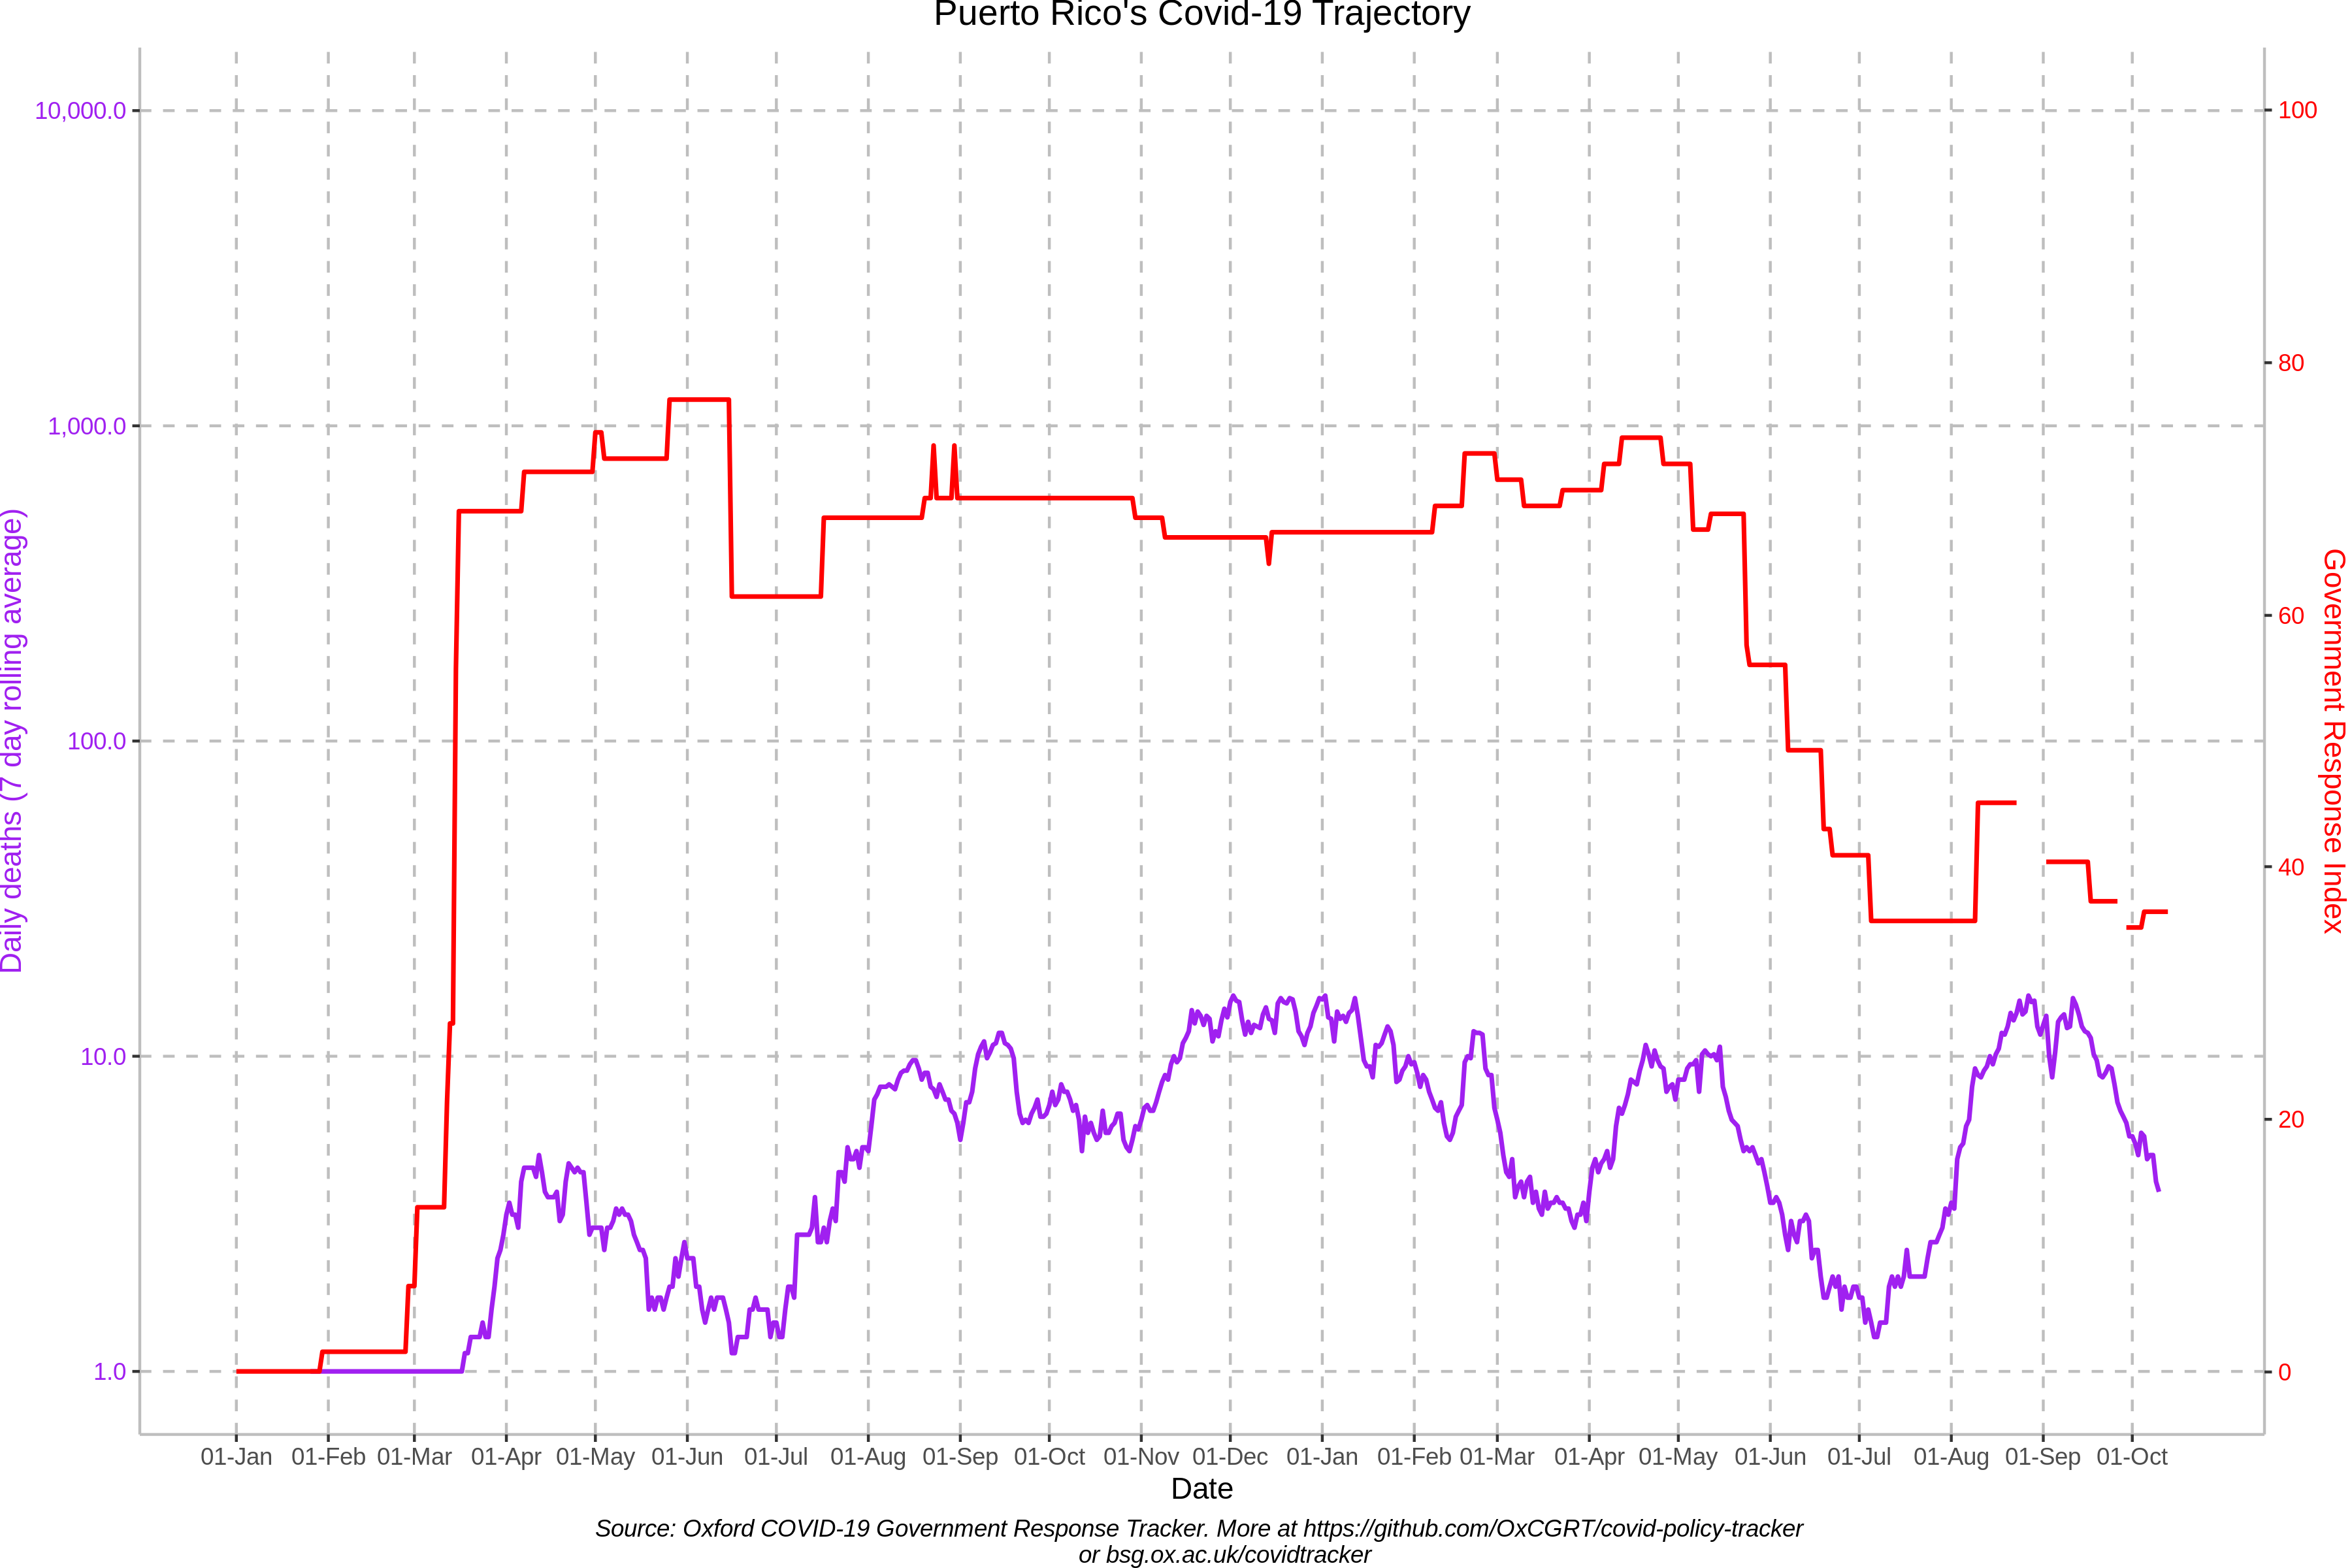 Puerto Rico's Covid-19 Trajectory
10,000.0
1,000.0
100.0
10.0
1.0
Daily deaths (7 day rolling average)
100
80
60
40
20
0
Government Response Index
01-Jan 01-Feb 01-Mar 01-Apr 01-May 01-Jun 01-Jul 01-Aug 01-Sep 01-Oct 01-Nov 01-Dec 01-Jan 01-Feb 01-Mar 01-Apr 01-May 01-Jun 01-Jul 01-Aug 01-Sep 01-Oct
Date
Source: Oxford COVID-19 Government Response Tracker. More at https://github.com/OxCGRT/covid-policy-tracker
or bsg.ox.ac.uk/covidtracker